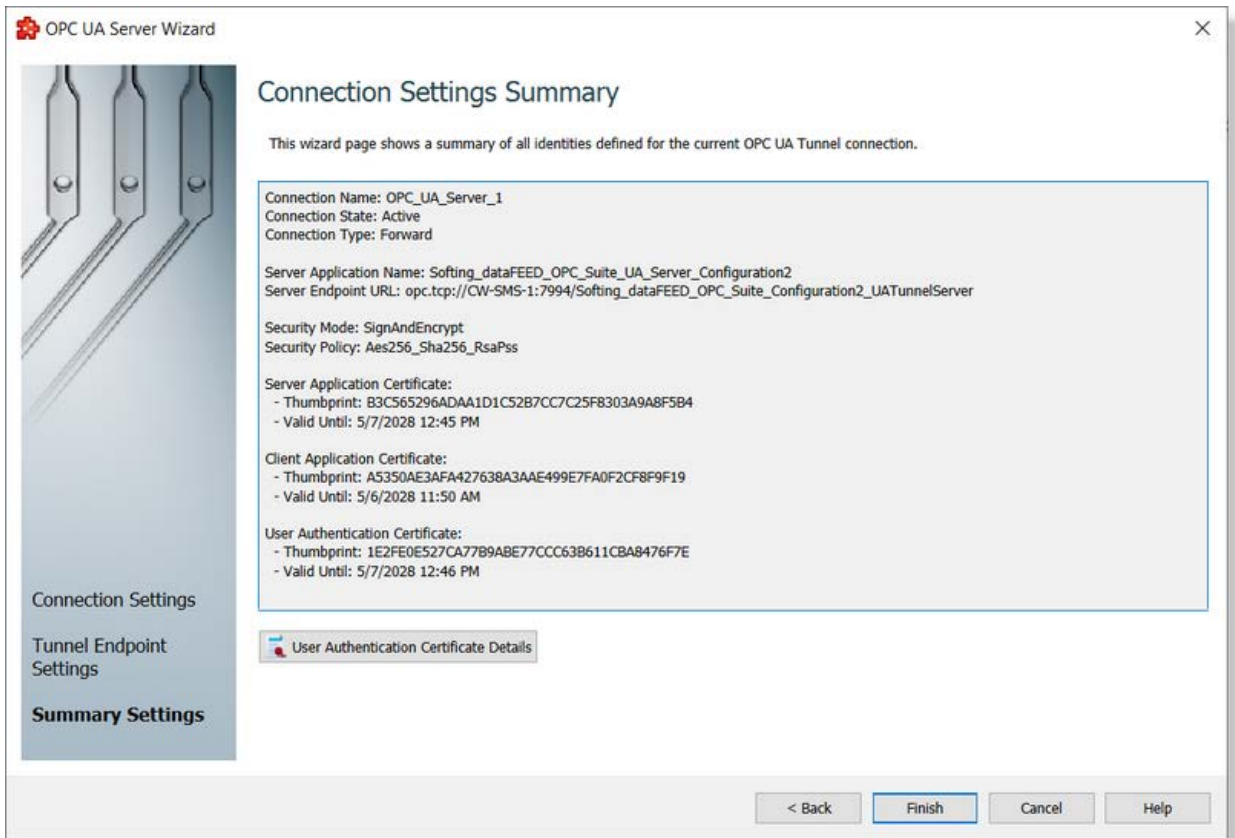 OPC UA Server Wizard
Connection Settings Summary
This wizard page shows a summary of all identities defined for the current OPC UA Tunnel connection.
Connection Name: OPC_UA_Server_1
Connection State: Active
Connection Type: Forward
Server Application Name: Softing_dataFEED_OPC_Suite_UA_Server_Configuration2
Server Endpoint URL: opc.tcp://CW-SMS-1:7994/Softing_dataFEED_OPC_Suite_Configuration2_UATunnelServer
Security Mode: SignAndEncrypt
Security Policy: Aes256_Sha256_RsaPss
Server Application Certificate:
- Thumbprint: B3C565296ADAA1D1C52B7CC7C25F8303A9A8F5B4
- Valid Until: 5/7/2028 12:45 PM
Client Application Certificate:
- Thumbprint: A5350AE3AFA427638A3AAE499E7FA0F2CF8F9F19
- Valid Until: 5/6/2028 11:50 AM
User Authentication Certificate:
- Thumbprint: 1E2FE0E527CA77B9ABE77CCC63B611CBA8476F7E
- Valid Until: 5/7/2028 12:46 PM
User Authentication Certificate Details
Connection Settings
Tunnel Endpoint
Settings
Summary Settings
< Back
Finish
Cancel
Help